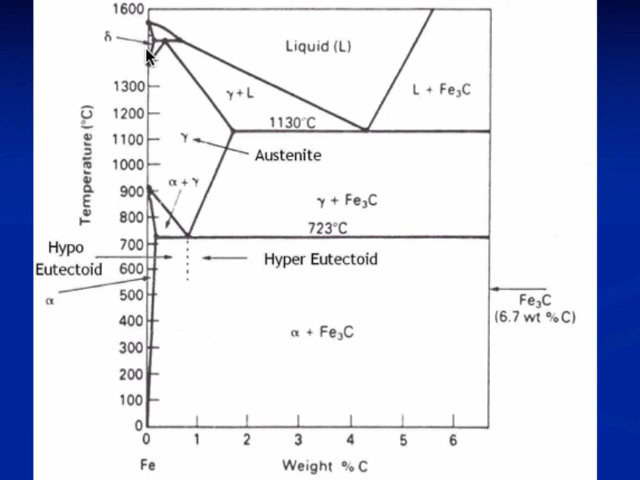 1600
δ
Liquid (L)
1300
γ+L
L + Fe₃C
1200
1130°C
1100
γ
Austenite
1000
Temperature (°C)
α + γ
900
γ + Fe₃C
800
723°C
700
Hypo
Eutectoid
Hyper Eutectoid
600
α
500
Fe₃C
(6.7 wt % C)
400
α + Fe₃C
300
200
100
0
0 1 2 3 4 5 6
Fe
Weight % C